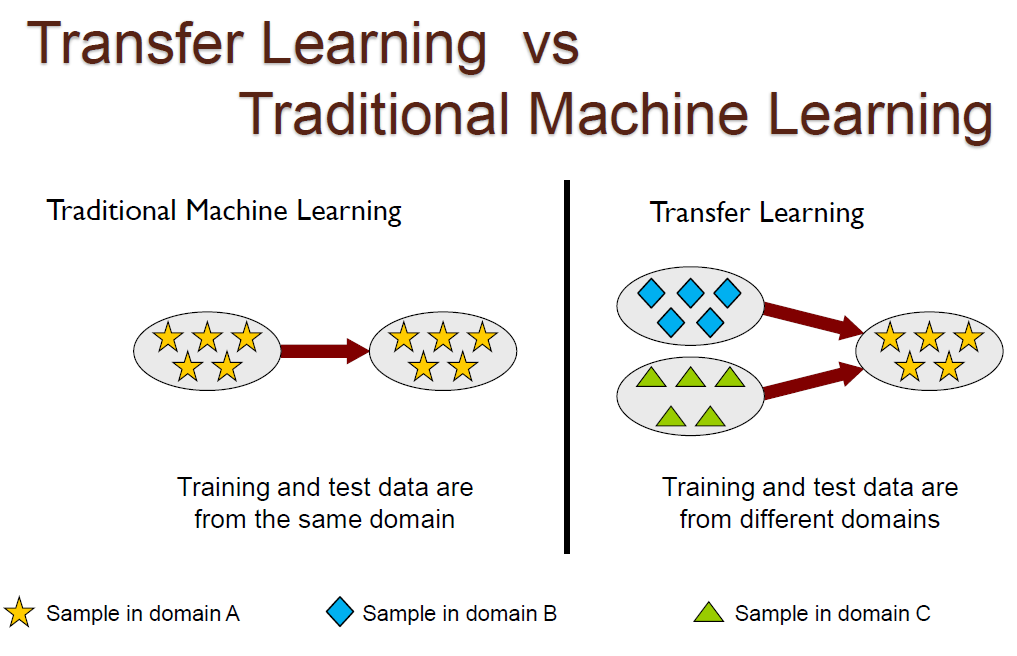 Transfer Learning vs
Traditional Machine Learning
Traditional Machine Learning
Training and test data are
from the same domain
Transfer Learning
Training and test data are
from different domains
Sample in domain A
Sample in domain B
Sample in domain C